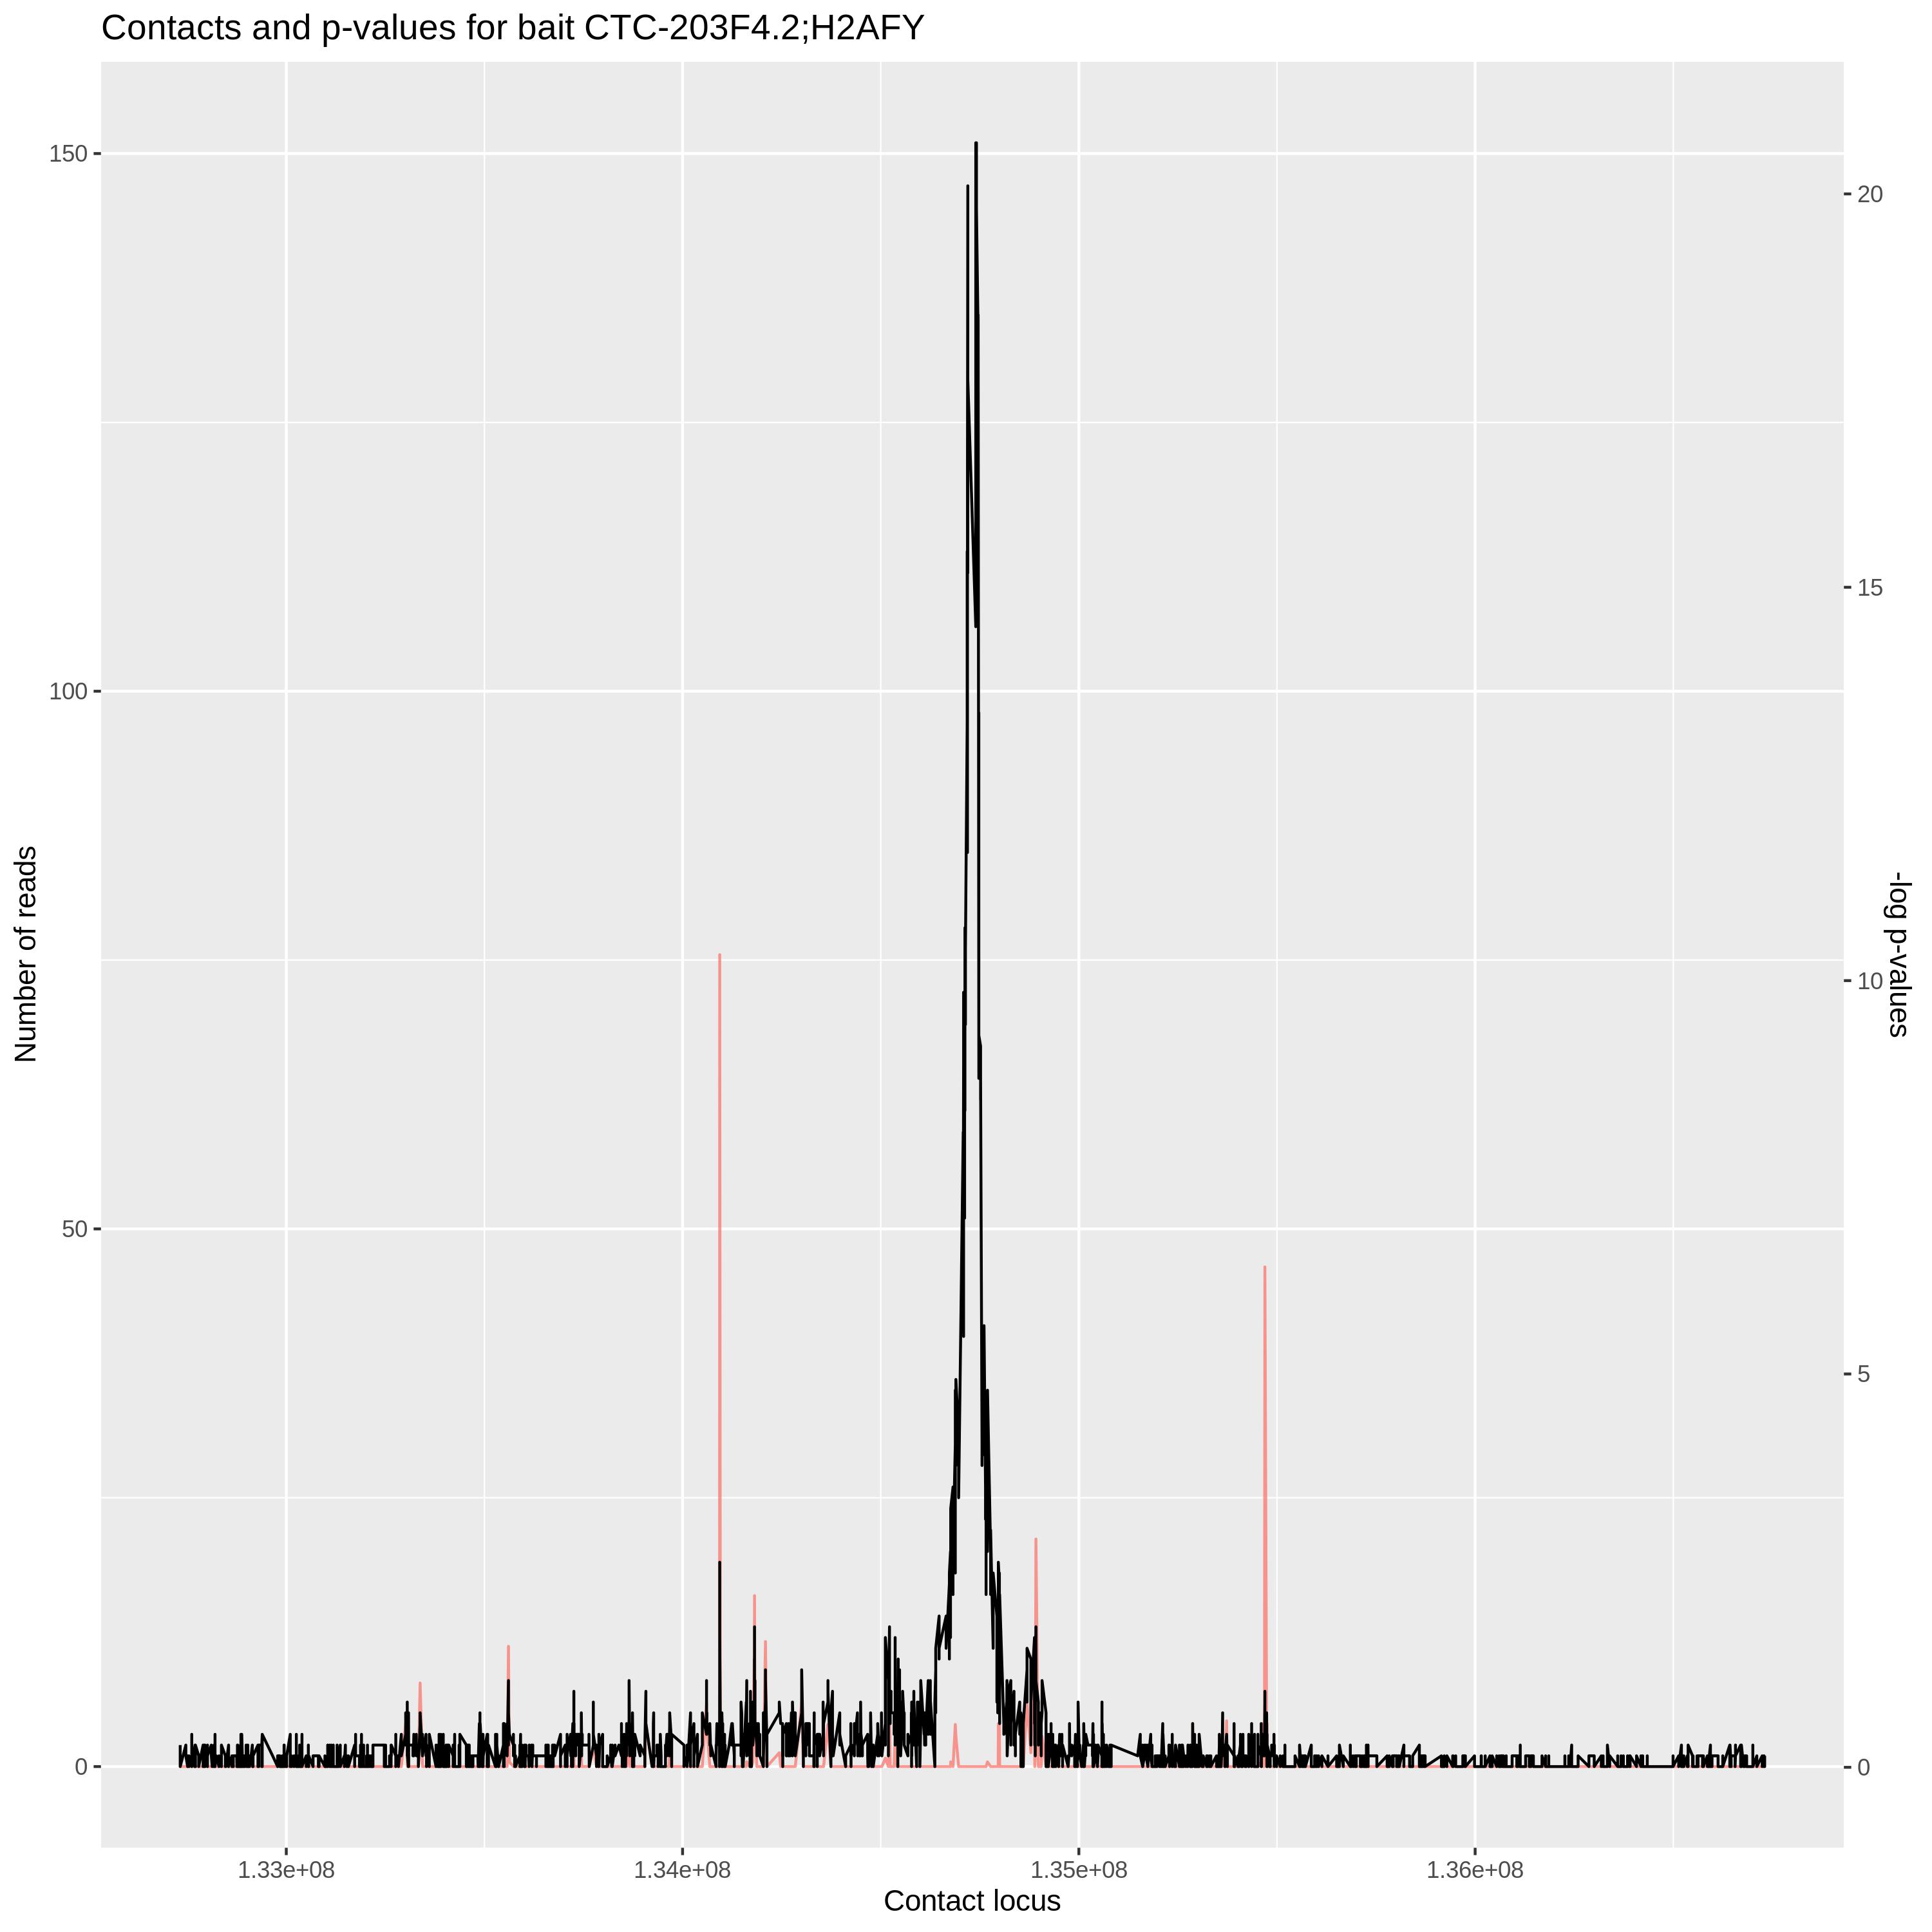 Contacts and p-values for bait CTC-203F4.2;H2AFY
150
100
50
0
Number of reads
20
15
10
5
0
-log p-values
1.33e+08
1.34e+08
1.35e+08
1.36e+08
Contact locus